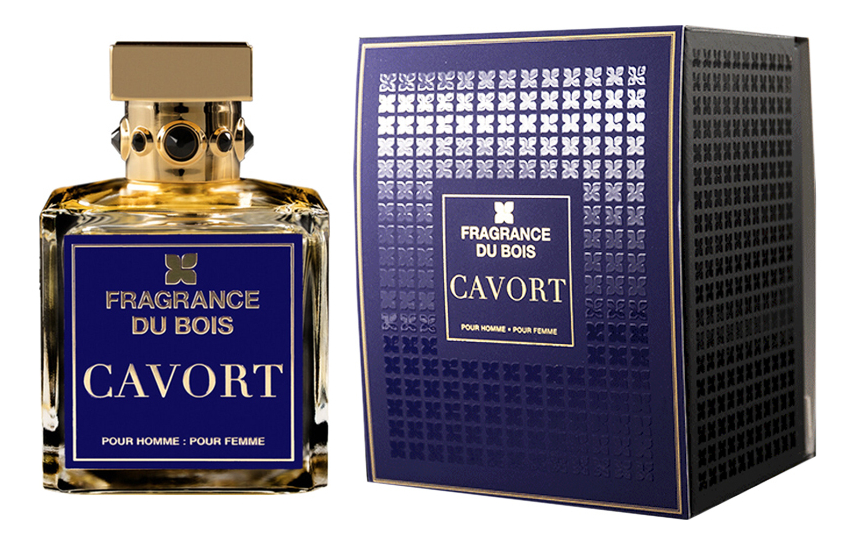 FRAGRANCE
DU BOIS
CAVORT
POUR HOMME : POUR FEMME
FRAGRANCE
DU BOIS
CAVORT
POUR HOMME • POUR FEMME